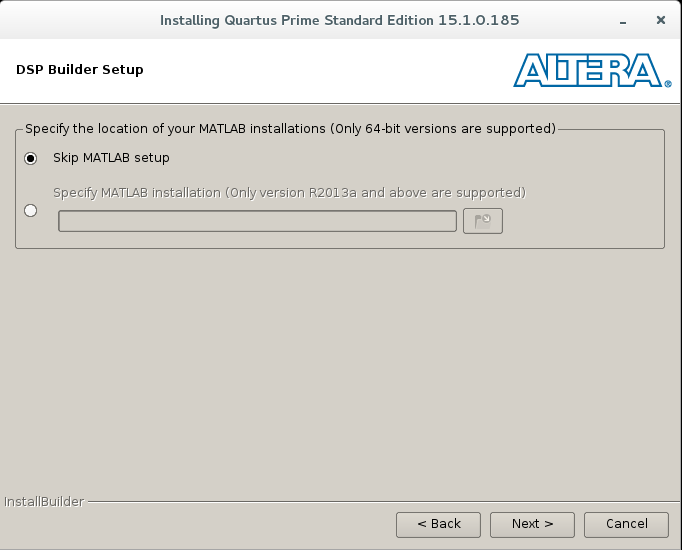 Installing Quartus Prime Standard Edition 15.1.0.185
DSP Builder Setup
ALTERA®
Specify the location of your MATLAB installations (Only 64-bit versions are supported)
Skip MATLAB setup
Specify MATLAB installation (Only version R2013a and above are supported)
InstallBuilder
< Back
Next >
Cancel